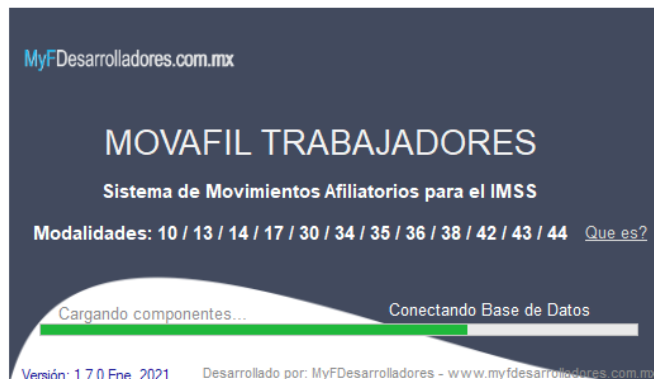 MyFDesarrolladores.com.mx
MOVAFIL TRABAJADORES
Sistema de Movimientos Afiliatorios para el IMSS
Modalidades: 10 / 13 / 14 / 17 / 30 / 34 / 35 / 36 / 38 / 42 / 43 / 44 Que es?
Cargando componentes... Conectando Base de Datos
Versión: 1.7.0 Ene. 2021 Desarrollado por: MyFDesarrolladores - www.myfdesarrolladores.com.mx